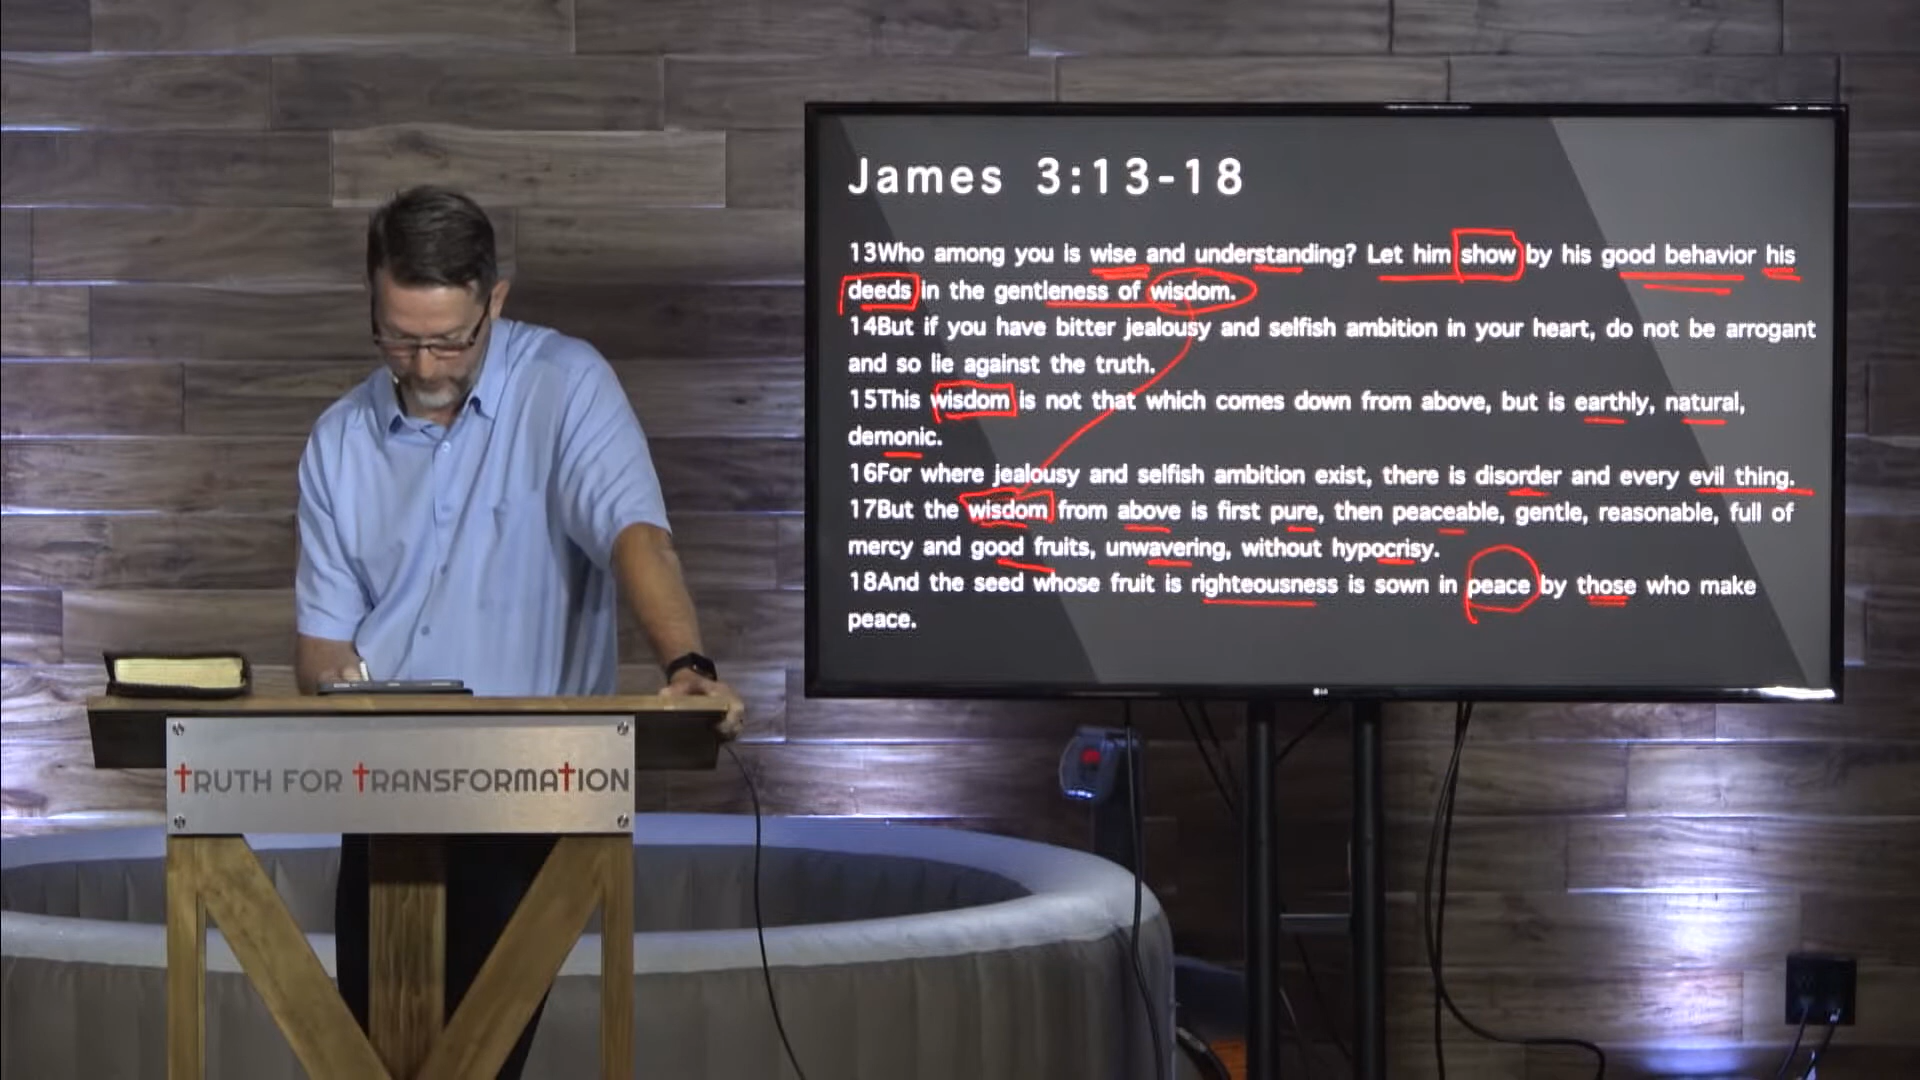 James 3:13-18
13Who among you is wise and understanding? Let him show by his good behavior his
deeds in the gentleness of wisdom.
14But if you have bitter jealousy and selfish ambition in your heart, do not be arrogant
and so lie against the truth.
15This wisdom is not that which comes down from above, but is earthly, natural,
demonic.
16For where jealousy and selfish ambition exist, there is disorder and every evil thing.
17But the wisdom from above is first pure, then peaceable, gentle, reasonable, full of
mercy and good fruits, unwavering, without hypocrisy.
18And the seed whose fruit is righteousness is sown in peace by those who make
peace.
LG
TRUTH FOR TRANSFORMATION